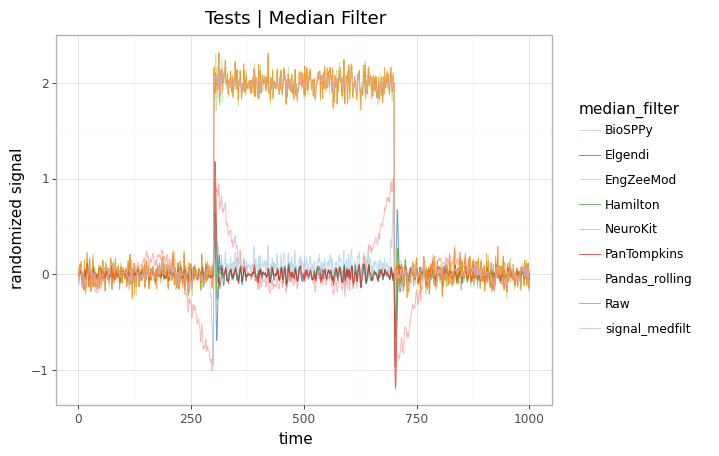 Tests | Median Filter
randomized signal
2
1
0
−1
0
250
500
750
1000
time
median_filter
BioSPPy
Elgendi
EngZeeMod
Hamilton
NeuroKit
PanTompkins
Pandas_rolling
Raw
signal_medfilt